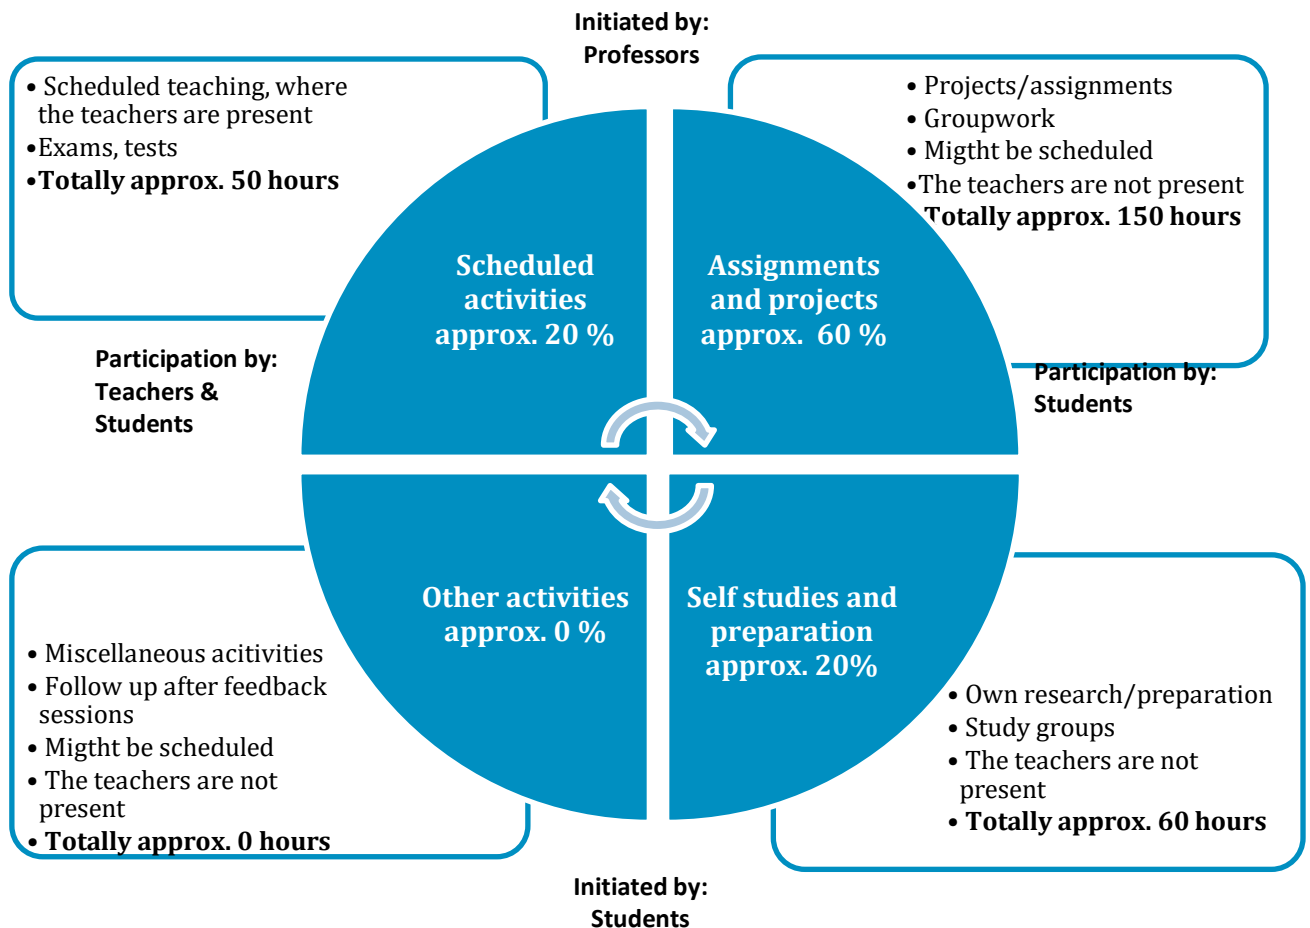 Initiated by:
Professors
• Scheduled teaching, where
the teachers are present
•Exams, tests
•Totally approx. 50 hours
• Projects/assignments
• Groupwork
• Migtht be scheduled
•The teachers are not present
Totally approx. 150 hours
Scheduled
activities
approx. 20 %
Assignments
and projects
approx. 60 %
Participation by:
Teachers &
Students
Participation by:
Students
Other activities
approx. 0 %
Self studies and
preparation
approx. 20%
• Miscellaneous acitivities
• Follow up after feedback
sessions
• Migtht be scheduled
• The teachers are not
present
• Totally approx. 0 hours
• Own research/preparation
• Study groups
• The teachers are not
present
• Totally approx. 60 hours
Initiated by:
Students